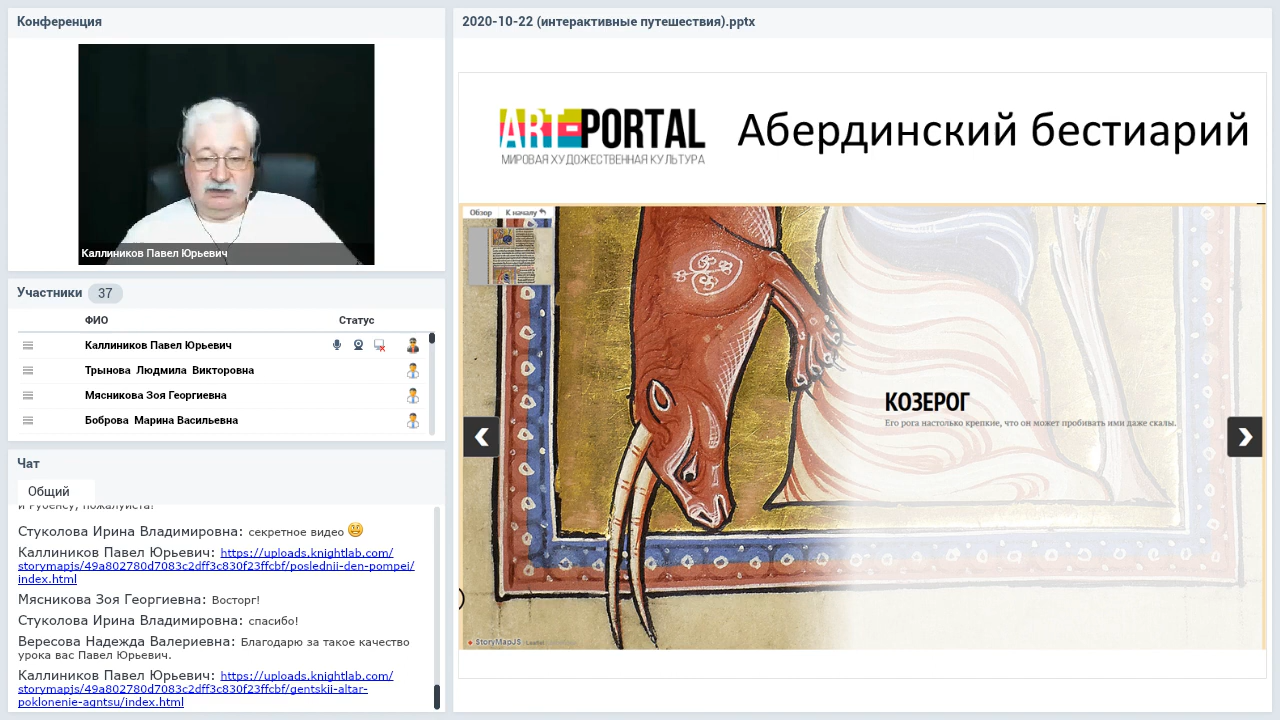 Конференция
Каллиников Павел Юрьевич
Участники 37
ФИО Статус
Каллиников Павел Юрьевич
Трынова Людмила Викторовна
Мясникова Зоя Георгиевна
Боброва Марина Васильевна
Чат
Общий
и Рубенсу, пожалуйста!
Стуколова Ирина Владимировна: секретное видео
Каллиников Павел Юрьевич: https://uploads.knightlab.com/
storymapjs/49a802780d7083c2dff3c830f23ffcbf/poslednii-den-pompei/
index.html
Мясникова Зоя Георгиевна: Восторг!
Стуколова Ирина Владимировна: спасибо!
Вересова Надежда Валериевна: Благодарю за такое качество
урока вас Павел Юрьевич.
Каллиников Павел Юрьевич: https://uploads.knightlab.com/
storymapjs/49a802780d7083c2dff3c830f23ffcbf/gentskii-altar-
poklonenie-agntsu/index.html
2020-10-22 (интерактивные путешествия).pptx
ART-PORTAL
МИРОВАЯ ХУДОЖЕСТВЕННАЯ КУЛЬТУРА
Абердинский бестиарий
Обзор К началу
КОЗЕРОГ
Его рога настолько крепкие, что он может пробивать ими даже скалы.
StoryMapJS